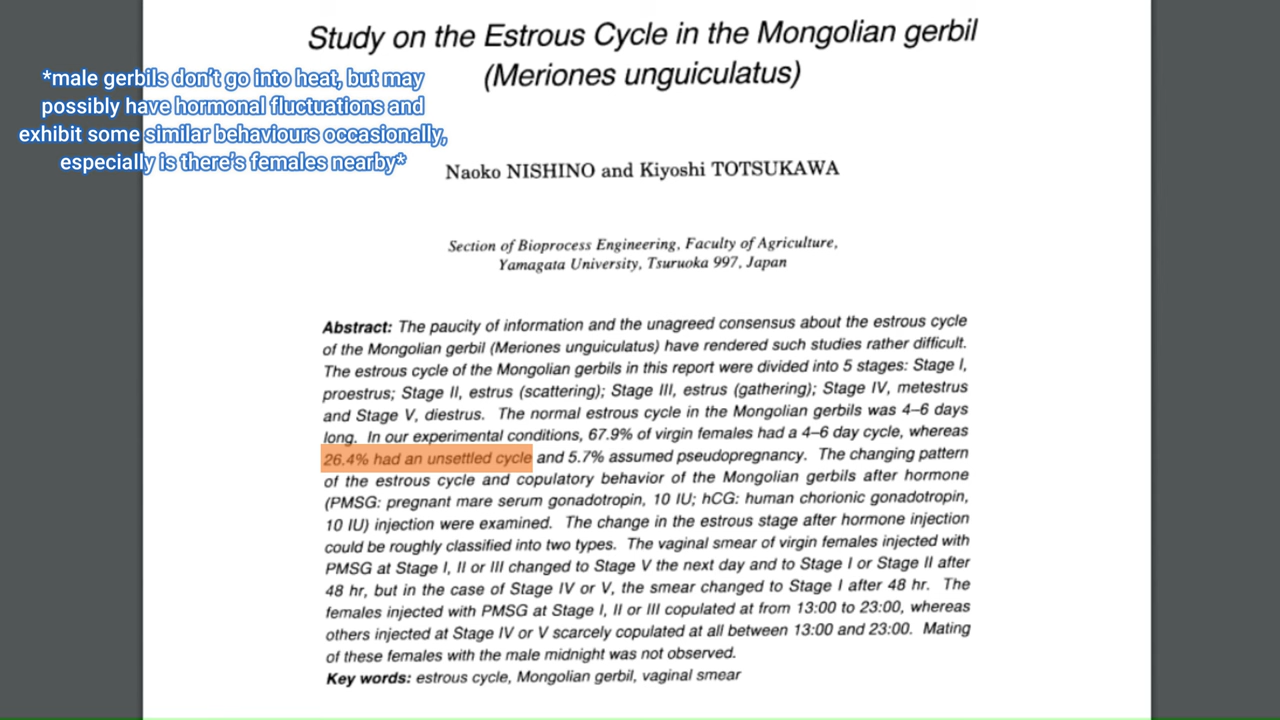 Study on the Estrous Cycle in the Mongolian gerbil
(Meriones unguiculatus)
*male gerbils don't go into heat, but may
possibly have hormonal fluctuations and
exhibit some similar behaviours occasionally,
especially is there's females nearby*
Naoko NISHINO and Kiyoshi TOTSUKAWA
Section of Bioprocess Engineering, Faculty of Agriculture,
Yamagata University, Tsuruoka 997, Japan
Abstract: The paucity of information and the unagreed consensus about the estrous cycle
of the Mongolian gerbil (Meriones unguiculatus) have rendered such studies rather difficult.
The estrous cycle of the Mongolian gerbils in this report were divided into 5 stages: Stage I,
proestrus; Stage II, estrus (scattering); Stage III, estrus (gathering); Stage IV, metestrus
and Stage V, diestrus. The normal estrous cycle in the Mongolian gerbils was 4–6 days
long. In our experimental conditions, 67.9% of virgin females had a 4–6 day cycle, whereas
26.4% had an unsettled cycle and 5.7% assumed pseudopregnancy. The changing pattern
of the estrous cycle and copulatory behavior of the Mongolian gerbils after hormone
(PMSG: pregnant mare serum gonadotropin, 10 IU; hCG: human chorionic gonadotropin,
10 IU) injection were examined. The change in the estrous stage after hormone injection
could be roughly classified into two types. The vaginal smear of virgin females injected with
PMSG at Stage I, II or III changed to Stage V the next day and to Stage I or Stage II after
48 hr, but in the case of Stage IV or V, the smear changed to Stage I after 48 hr. The
females injected with PMSG at Stage I, II or III copulated at from 13:00 to 23:00, whereas
others injected at Stage IV or V scarcely copulated at all between 13:00 and 23:00. Mating
of these females with the male midnight was not observed.
Key words: estrous cycle, Mongolian gerbil, vaginal smear